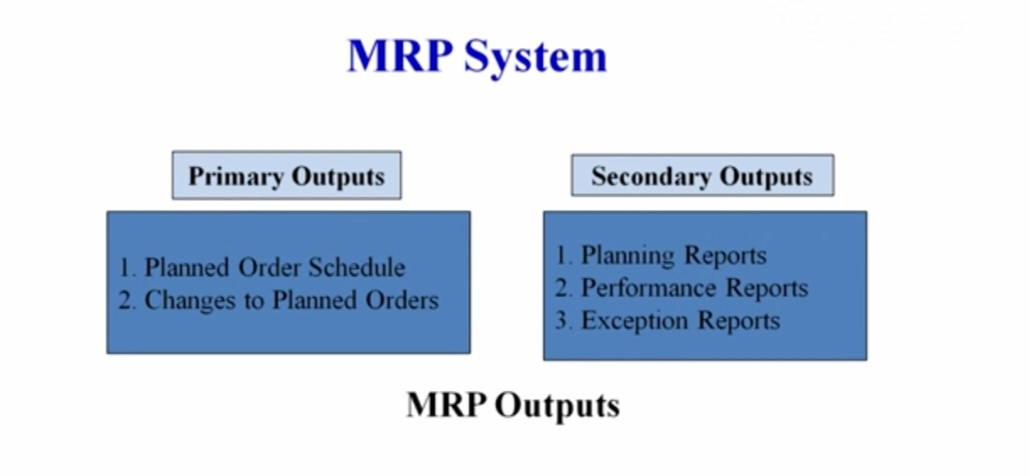 MRP System
Primary Outputs
1. Planned Order Schedule
2. Changes to Planned Orders
Secondary Outputs
1. Planning Reports
2. Performance Reports
3. Exception Reports
MRP Outputs